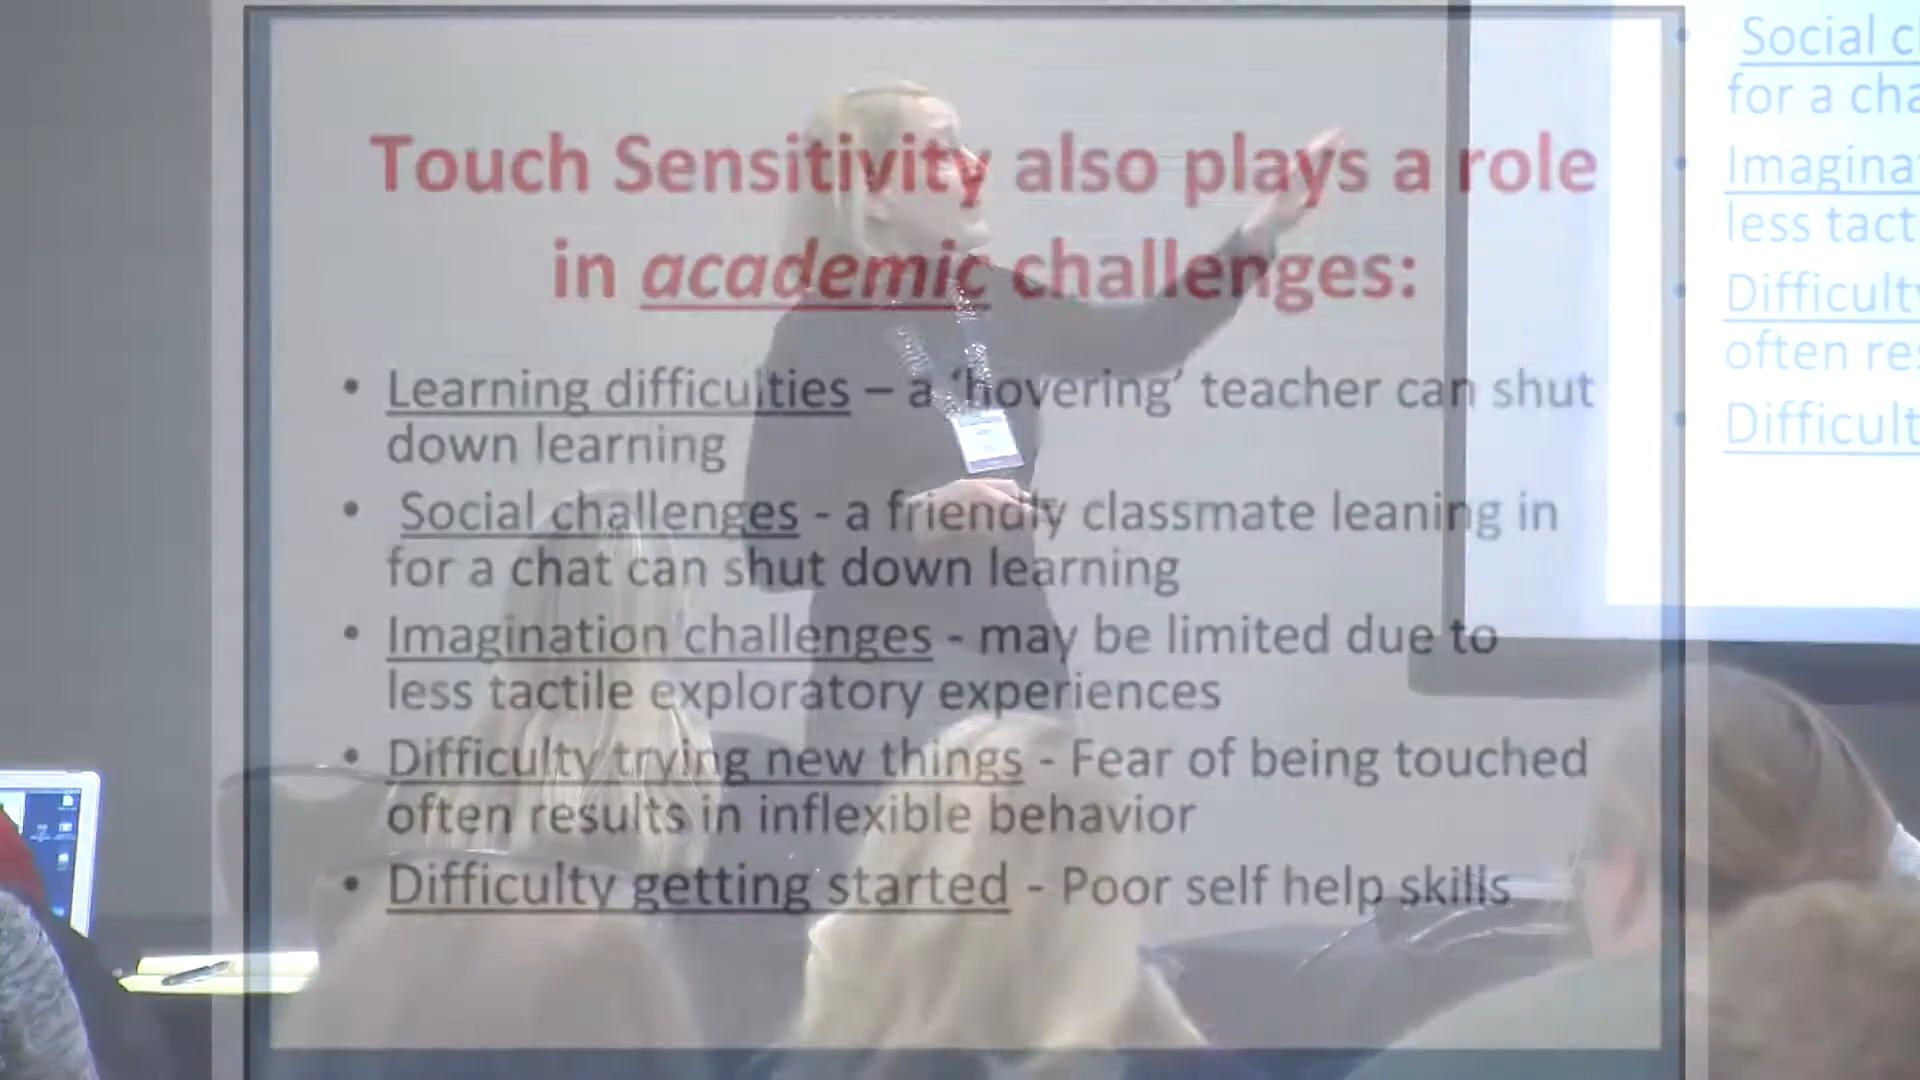 Touch Sensitivity also plays a role
in academic challenges:
• Learning difficulties – a ‘hovering’ teacher can shut
down learning
• Social challenges - a friendly classmate leaning in
for a chat can shut down learning
• Imagination challenges - may be limited due to
less tactile exploratory experiences
• Difficulty trying new things - Fear of being touched
often results in inflexible behavior
• Difficulty getting started - Poor self help skills
• Social c
for a cha
• Imagina
less tact
• Difficulty
often re
• Difficult